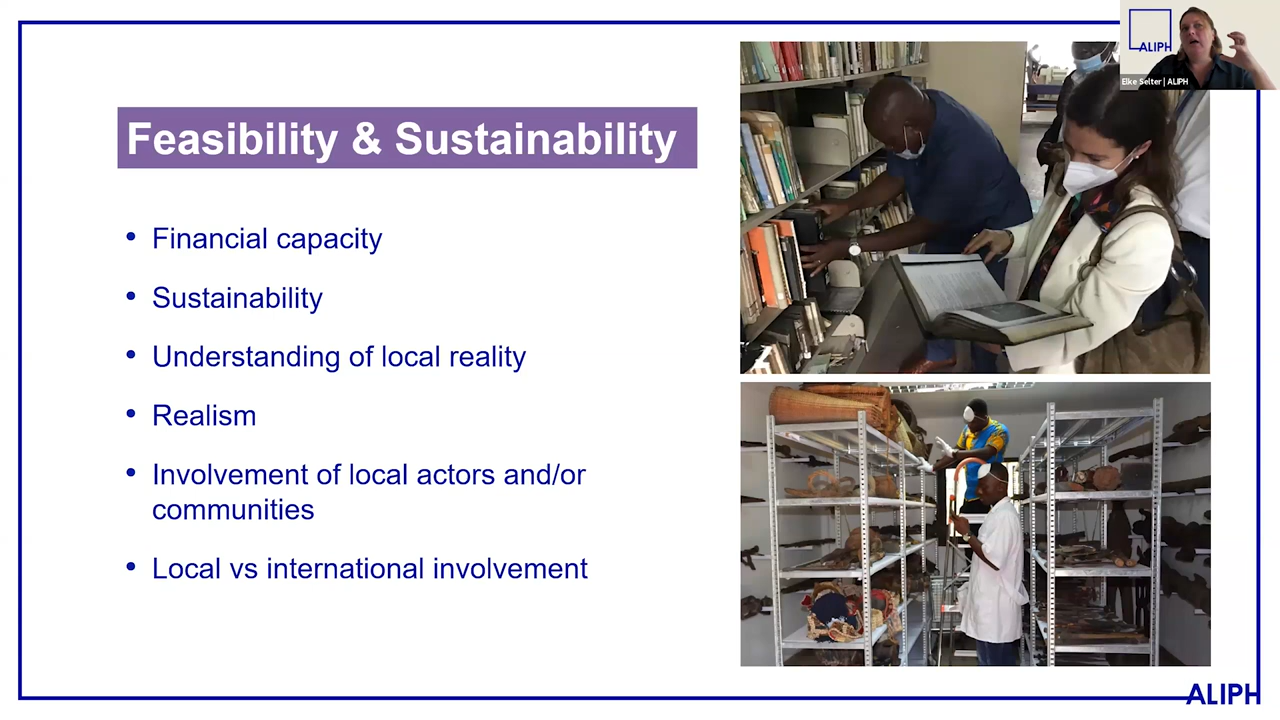 ALIPH
Elke Selter | ALIPH
Feasibility & Sustainability
• Financial capacity
• Sustainability
• Understanding of local reality
• Realism
• Involvement of local actors and/or
communities
• Local vs international involvement
ALIPH